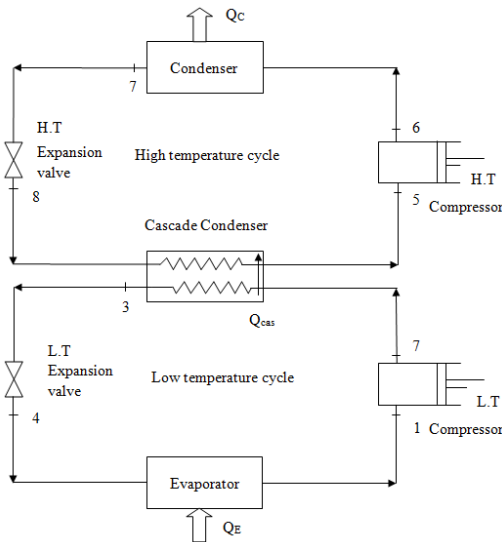 QC
Condenser
7
6
H.T
Expansion
valve
High temperature cycle
H.T
8
5
Compressor
Cascade Condenser
3
Qcas
7
L.T
Expansion
valve
Low temperature cycle
L.T
4
1
Compressor
Evaporator
QE